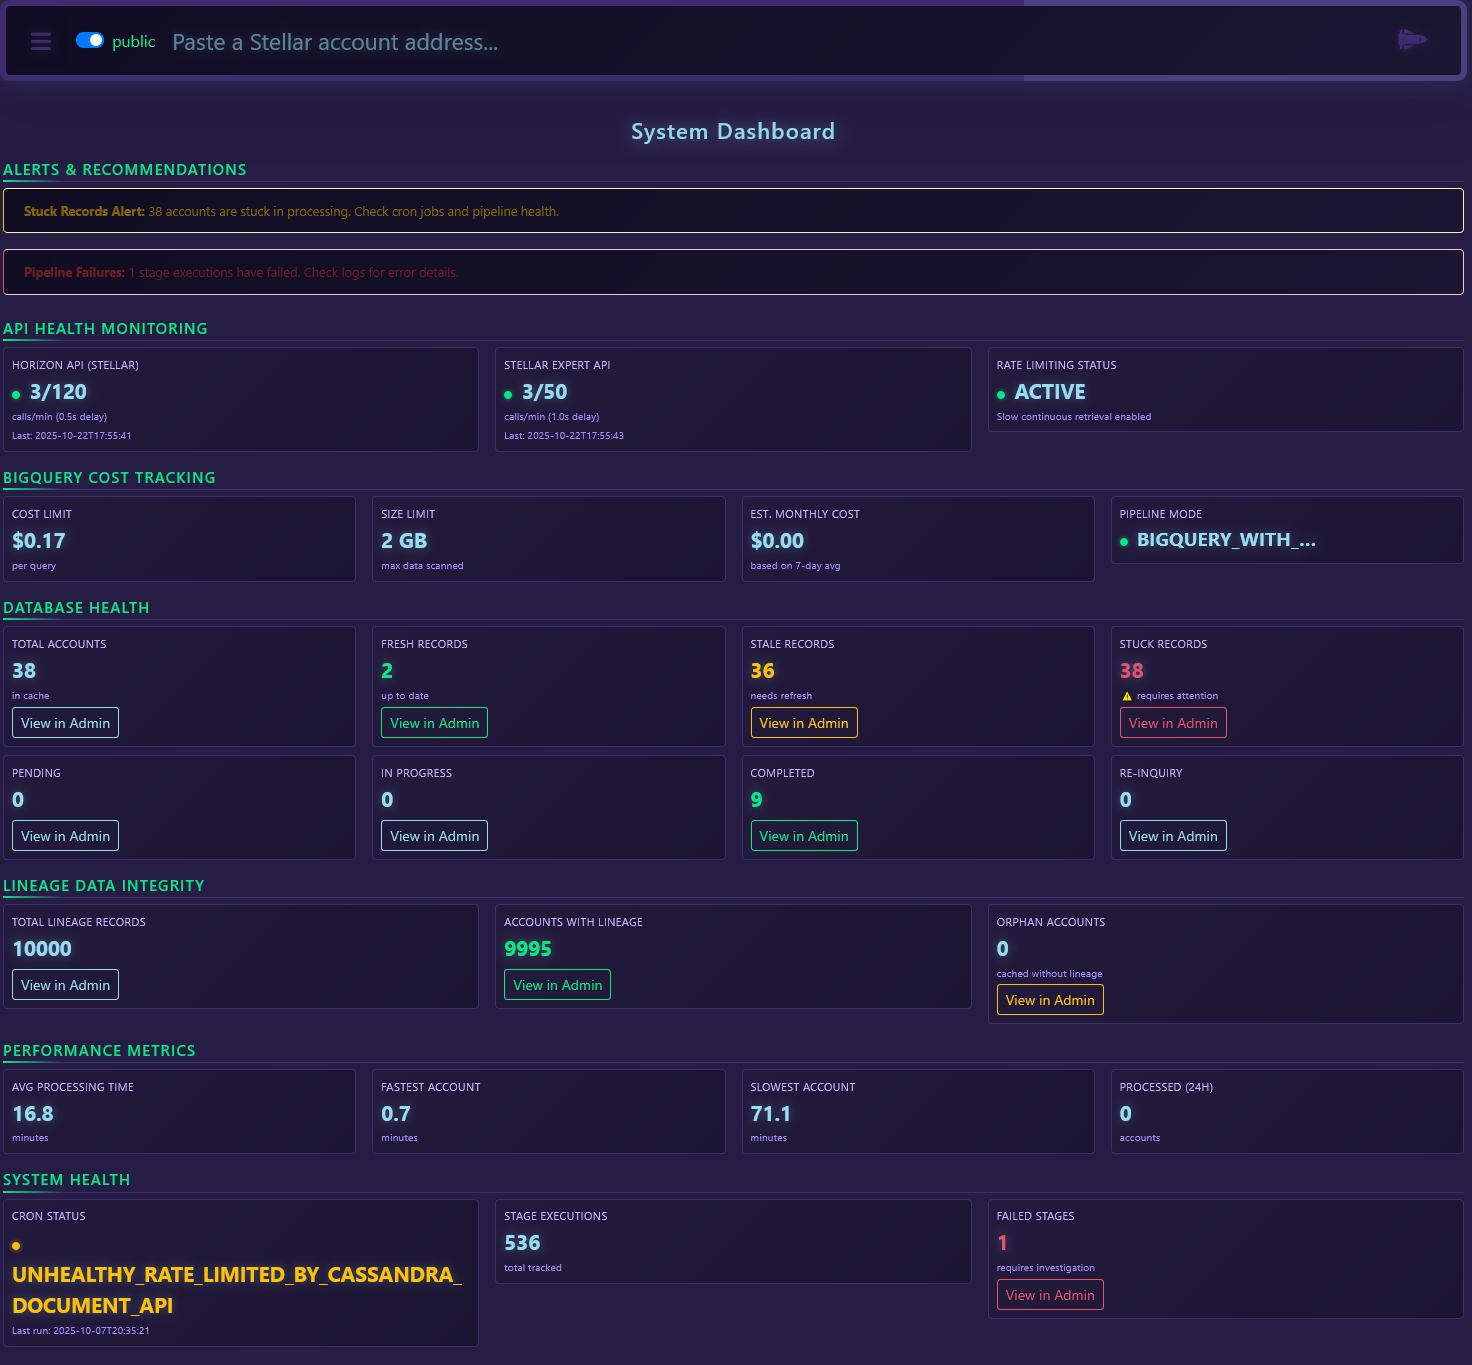 public
Paste a Stellar account address...
System Dashboard
ALERTS & RECOMMENDATIONS
Stuck Records Alert: 38 accounts are stuck in processing. Check cron jobs and pipeline health.
Pipeline Failures: 1 stage executions have failed. Check logs for error details.
API HEALTH MONITORING
HORIZON API (STELLAR)
3/120
calls/min (0.5s delay)
Last: 2025-10-22T17:55:41
STELLAR EXPERT API
3/50
calls/min (1.0s delay)
Last: 2025-10-22T17:55:43
RATE LIMITING STATUS
ACTIVE
Slow continuous retrieval enabled
BIGQUERY COST TRACKING
COST LIMIT
$0.17
per query
SIZE LIMIT
2 GB
max data scanned
EST. MONTHLY COST
$0.00
based on 7-day avg
PIPELINE MODE
BIGQUERY_WITH_...
DATABASE HEALTH
TOTAL ACCOUNTS
38
in cache
View in Admin
FRESH RECORDS
2
up to date
View in Admin
STALE RECORDS
36
needs refresh
View in Admin
STUCK RECORDS
38
requires attention
View in Admin
PENDING
0
View in Admin
IN PROGRESS
0
View in Admin
COMPLETED
9
View in Admin
RE-INQUIRY
0
View in Admin
LINEAGE DATA INTEGRITY
TOTAL LINEAGE RECORDS
10000
View in Admin
ACCOUNTS WITH LINEAGE
9995
View in Admin
ORPHAN ACCOUNTS
0
cached without lineage
View in Admin
PERFORMANCE METRICS
AVG PROCESSING TIME
16.8
minutes
FASTEST ACCOUNT
0.7
minutes
SLOWEST ACCOUNT
71.1
minutes
PROCESSED (24H)
0
accounts
SYSTEM HEALTH
CRON STATUS
UNHEALTHY_RATE_LIMITED_BY_CASSANDRA_
DOCUMENT_API
Last run: 2025-10-07T20:35:21
STAGE EXECUTIONS
536
total tracked
FAILED STAGES
1
requires investigation
View in Admin